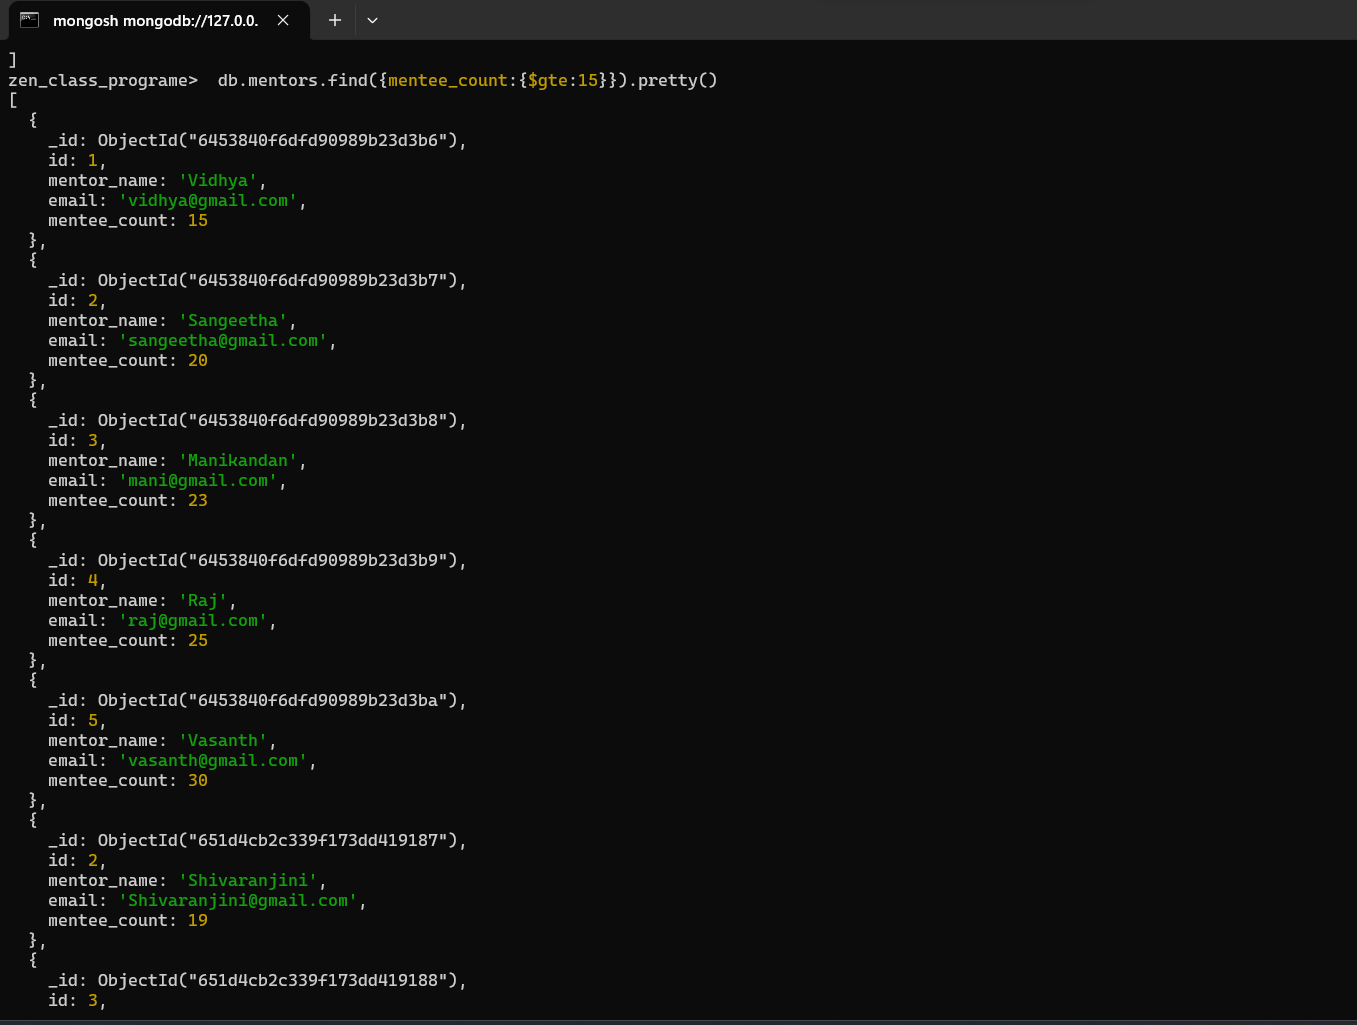 mongosh mongodb://127.0.0.
]
zen_class_programe>  db.mentors.find({mentee_count:{$gte:15}}).pretty()
[
  {
    _id: ObjectId("6453840f6dfd90989b23d3b6"),
    id: 1,
    mentor_name: 'Vidhya',
    email: 'vidhya@gmail.com',
    mentee_count: 15
  },
  {
    _id: ObjectId("6453840f6dfd90989b23d3b7"),
    id: 2,
    mentor_name: 'Sangeetha',
    email: 'sangeetha@gmail.com',
    mentee_count: 20
  },
  {
    _id: ObjectId("6453840f6dfd90989b23d3b8"),
    id: 3,
    mentor_name: 'Manikandan',
    email: 'mani@gmail.com',
    mentee_count: 23
  },
  {
    _id: ObjectId("6453840f6dfd90989b23d3b9"),
    id: 4,
    mentor_name: 'Raj',
    email: 'raj@gmail.com',
    mentee_count: 25
  },
  {
    _id: ObjectId("6453840f6dfd90989b23d3ba"),
    id: 5,
    mentor_name: 'Vasanth',
    email: 'vasanth@gmail.com',
    mentee_count: 30
  },
  {
    _id: ObjectId("651d4cb2c339f173dd419187"),
    id: 2,
    mentor_name: 'Shivaranjini',
    email: 'Shivaranjini@gmail.com',
    mentee_count: 19
  },
  {
    _id: ObjectId("651d4cb2c339f173dd419188"),
    id: 3,